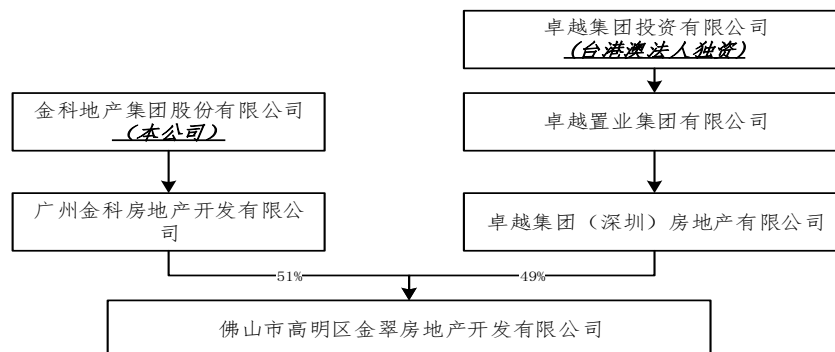 卓越集团投资有限公司
（台港澳法人独资）
金科地产集团股份有限公司
（本公司）
卓越置业集团有限公司
广州金科房地产开发有限公
司
卓越集团（深圳）房地产有限公司
51%
49%
佛山市高明区金翠房地产开发有限公司